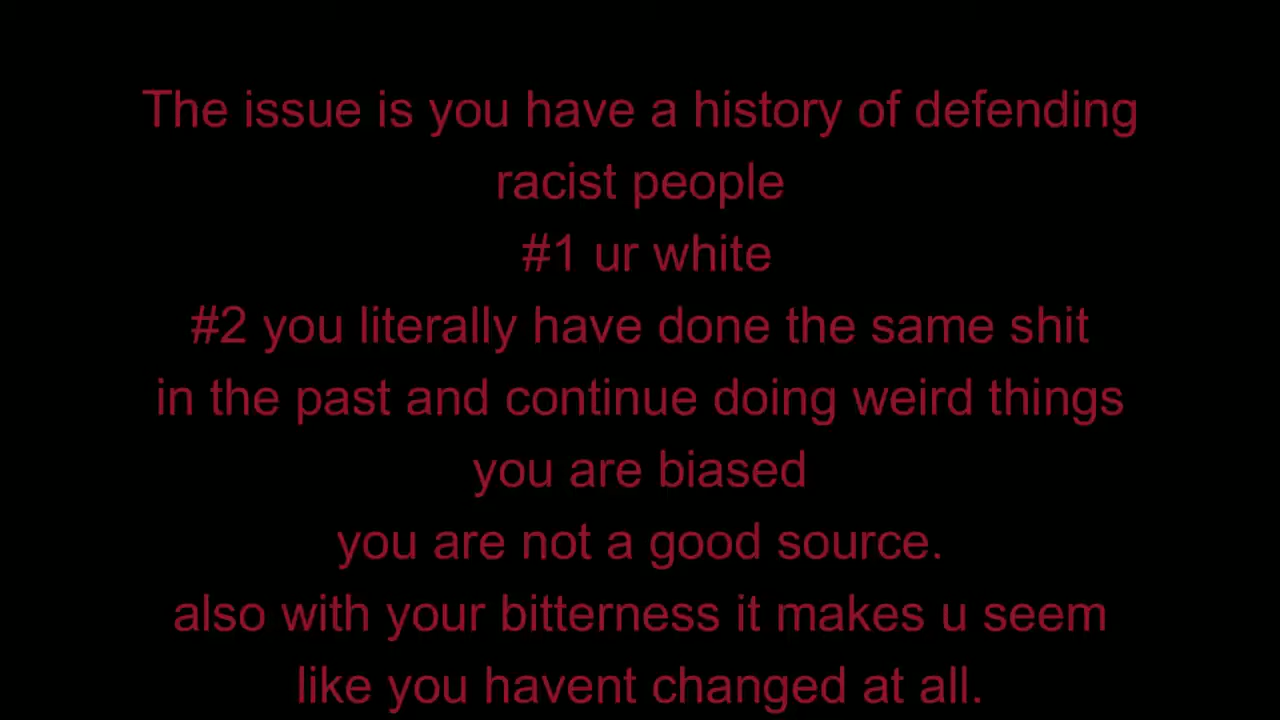 The issue is you have a history of defending
racist people
#1 ur white
#2 you literally have done the same shit
in the past and continue doing weird things
you are biased
you are not a good source.
also with your bitterness it makes u seem
like you havent changed at all.